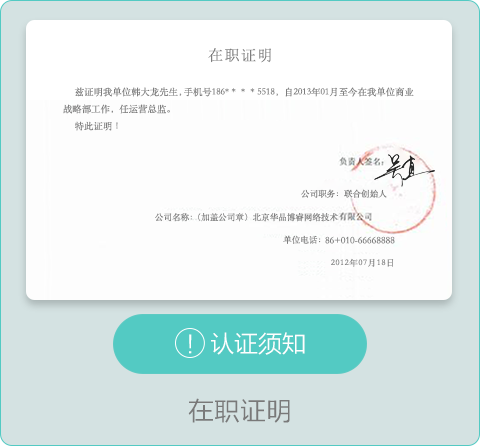 在职证明
兹证明我单位韩大龙先生，手机号186*＊＊＊5518，自2013年01月至今在我单位商业
战略部工作，任运营总监。
特此证明！
负责人签名：
公司职务：联合创始人
公司名称：（加盖公司章）北京华品博睿网络技术有限公司
单位电话：86+010-66668888
2012年07月18日
! 认证须知
在职证明